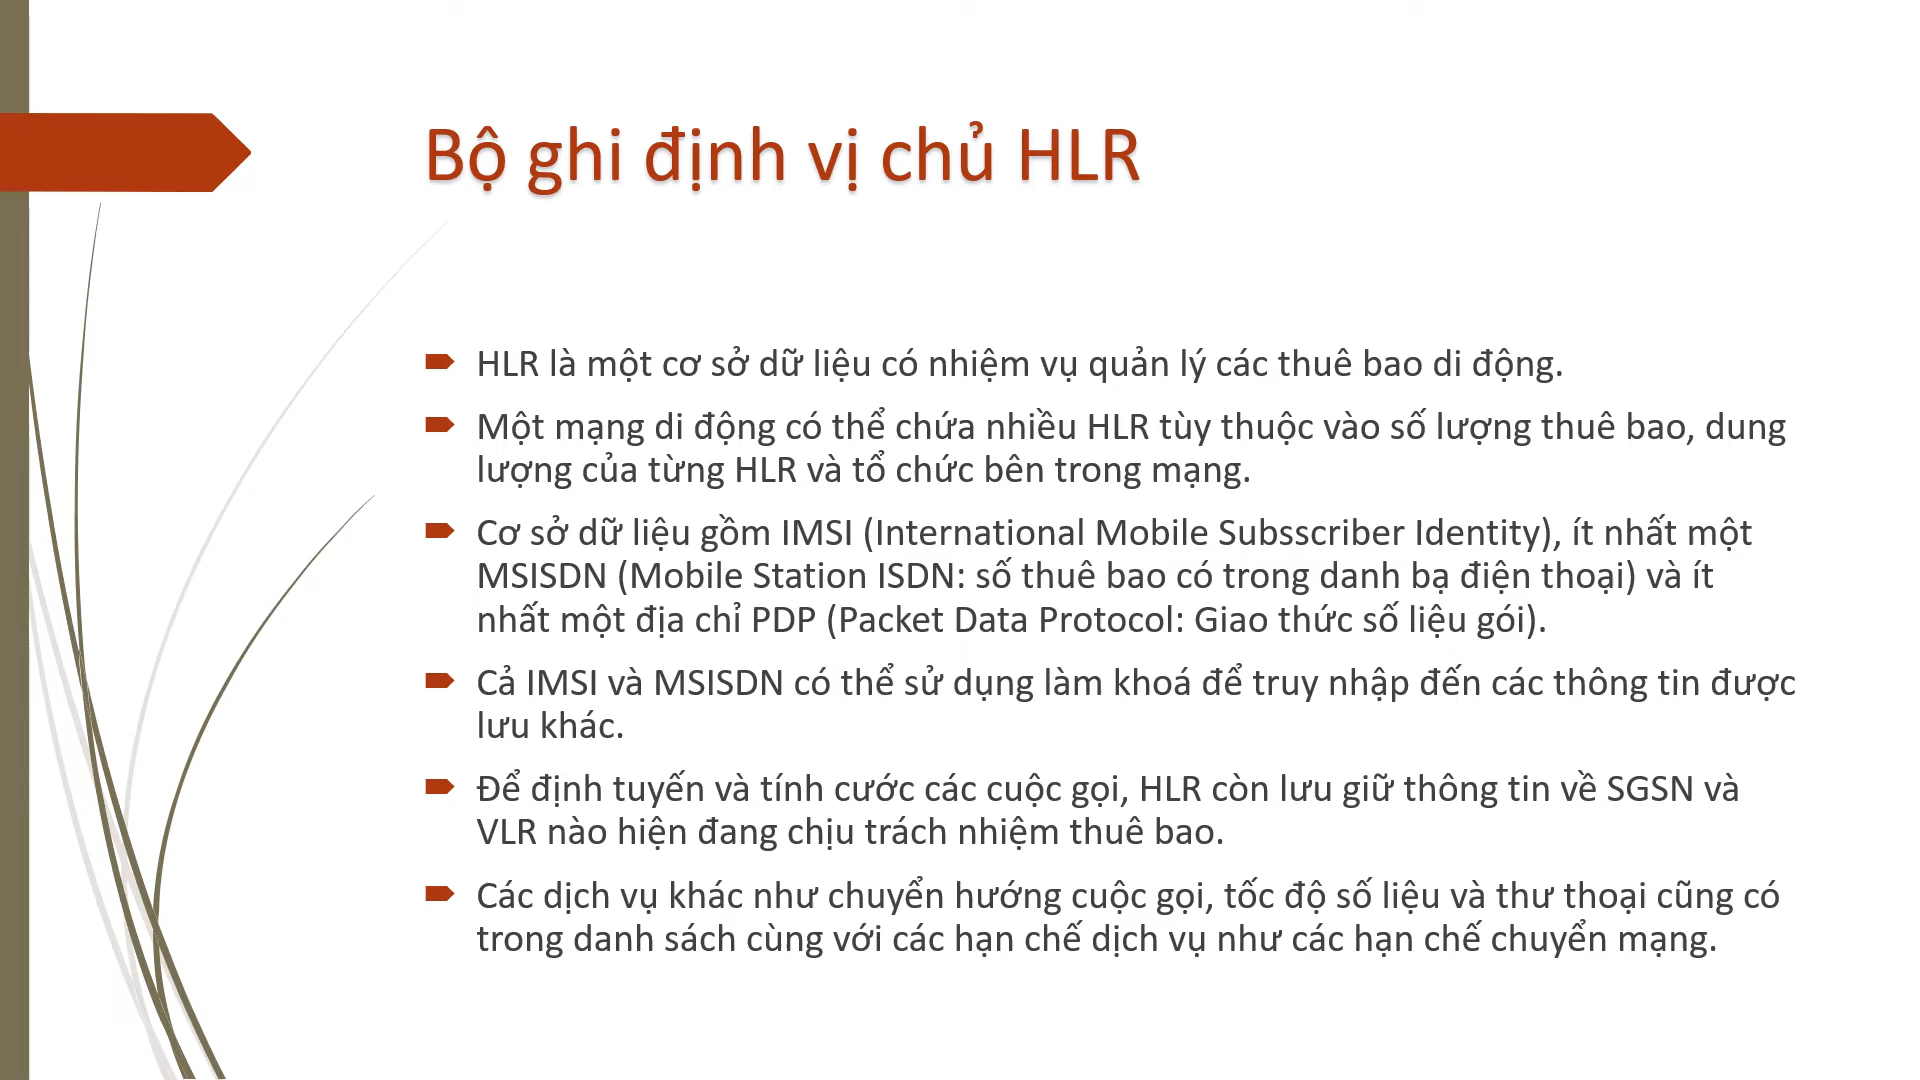 Bộ ghi định vị chủ HLR
HLR là một cơ sở dữ liệu có nhiệm vụ quản lý các thuê bao di động.
Một mạng di động có thể chứa nhiều HLR tùy thuộc vào số lượng thuê bao, dung
lượng của từng HLR và tổ chức bên trong mạng.
Cơ sở dữ liệu gồm IMSI (International Mobile Subsscriber Identity), ít nhất một
MSISDN (Mobile Station ISDN: số thuê bao có trong danh bạ điện thoại) và ít
nhất một địa chỉ PDP (Packet Data Protocol: Giao thức số liệu gói).
Cả IMSI và MSISDN có thể sử dụng làm khoá để truy nhập đến các thông tin được
lưu khác.
Để định tuyến và tính cước các cuộc gọi, HLR còn lưu giữ thông tin về SGSN và
VLR nào hiện đang chịu trách nhiệm thuê bao.
Các dịch vụ khác như chuyển hướng cuộc gọi, tốc độ số liệu và thư thoại cũng có
trong danh sách cùng với các hạn chế dịch vụ như các hạn chế chuyển mạng.